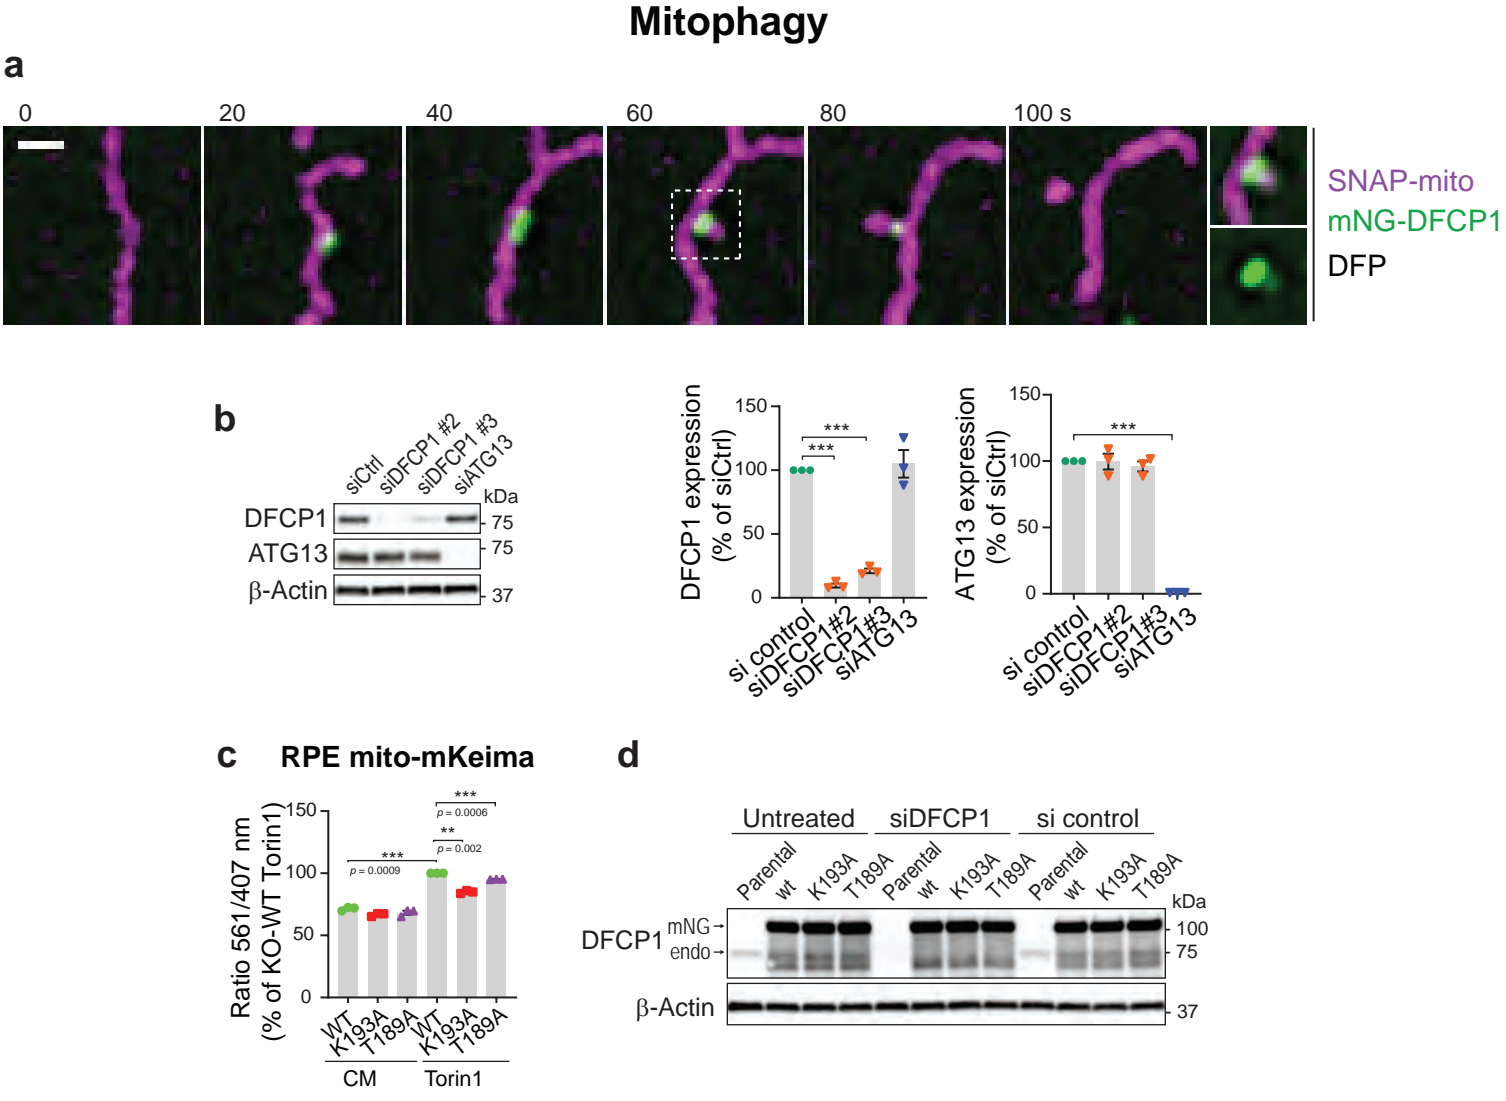 Mitophagy
a
0 20 40 60 80 100 s
SNAP-mito
mNG-DFCP1
DFP
b
siCtrl siDFCP1 #2 siDFCP1 #3 siATG13
kDa
DFCP1 75
ATG13 75
β-Actin 37
DFCP1 expression
(% of siCtrl)
150
100
50
0
***
***
si control siDFCP1#2 siDFCP1#3 siATG13
ATG13 expression
(% of siCtrl)
150
100
50
0
***
si control siDFCP1#2 siDFCP1#3 siATG13
c RPE mito-mKeima
Ratio 561/407 nm
(% of KO-WT Torin1)
150
100
50
0
***
p = 0.0006
**
p = 0.002
***
p = 0.0009
WT K193A T189A WT K193A T189A
CM Torin1
d
Untreated siDFCP1 si control
Parental wt K193A T189A Parental wt K193A T189A Parental wt K193A T189A
kDa
DFCP1
mNG→ 100
endo→ 75
β-Actin 37